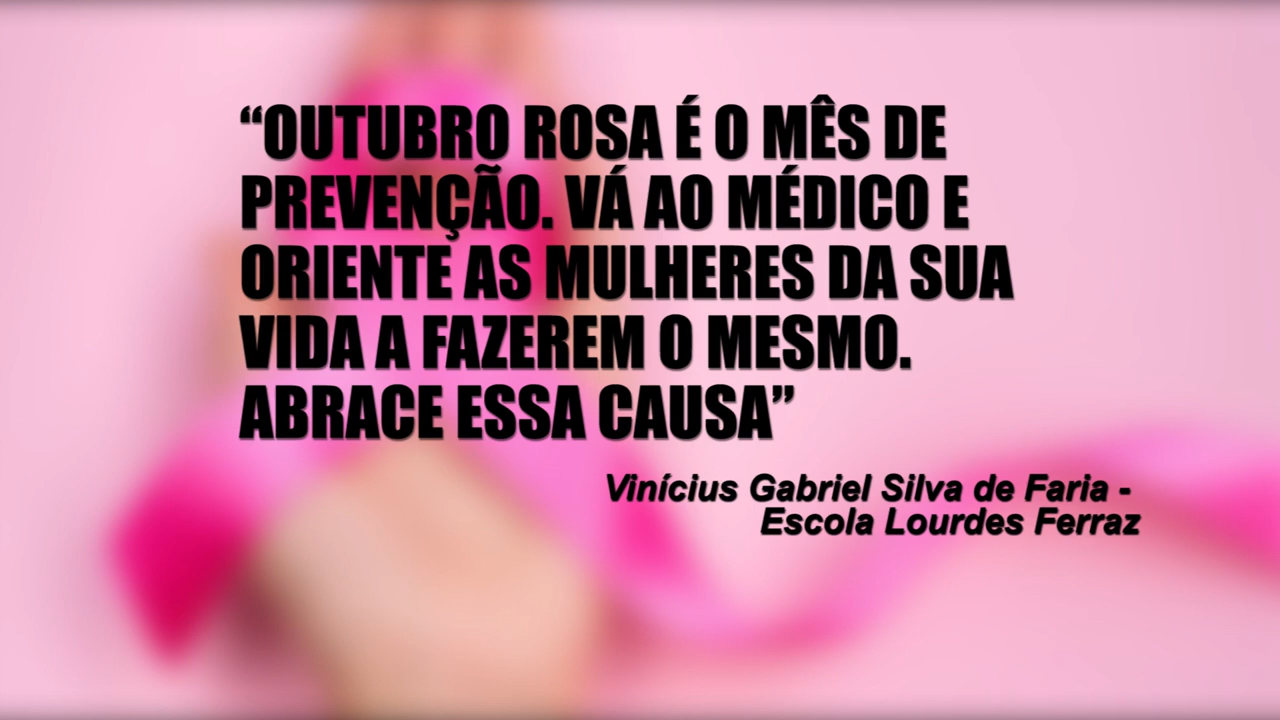 “OUTUBRO ROSA É O MÊS DE
PREVENÇÃO. VÁ AO MÉDICO E
ORIENTE AS MULHERES DA SUA
VIDA A FAZEREM O MESMO.
ABRACE ESSA CAUSA”
Vinícius Gabriel Silva de Faria -
Escola Lourdes Ferraz